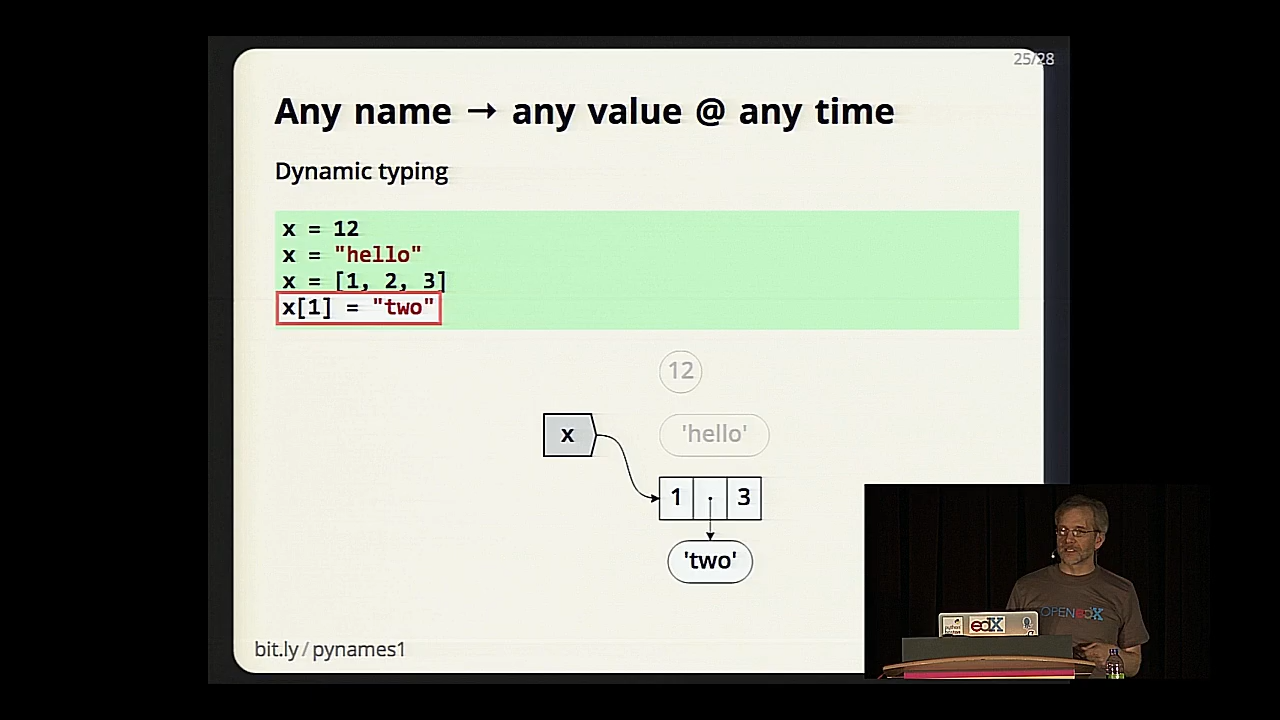 25/28
Any name → any value @ any time
Dynamic typing
x = 12
x = "hello"
x = [1, 2, 3]
x[1] = "two"
12
x
'hello'
1
3
'two'
OPEN edX
edX
bit.ly/pynames1